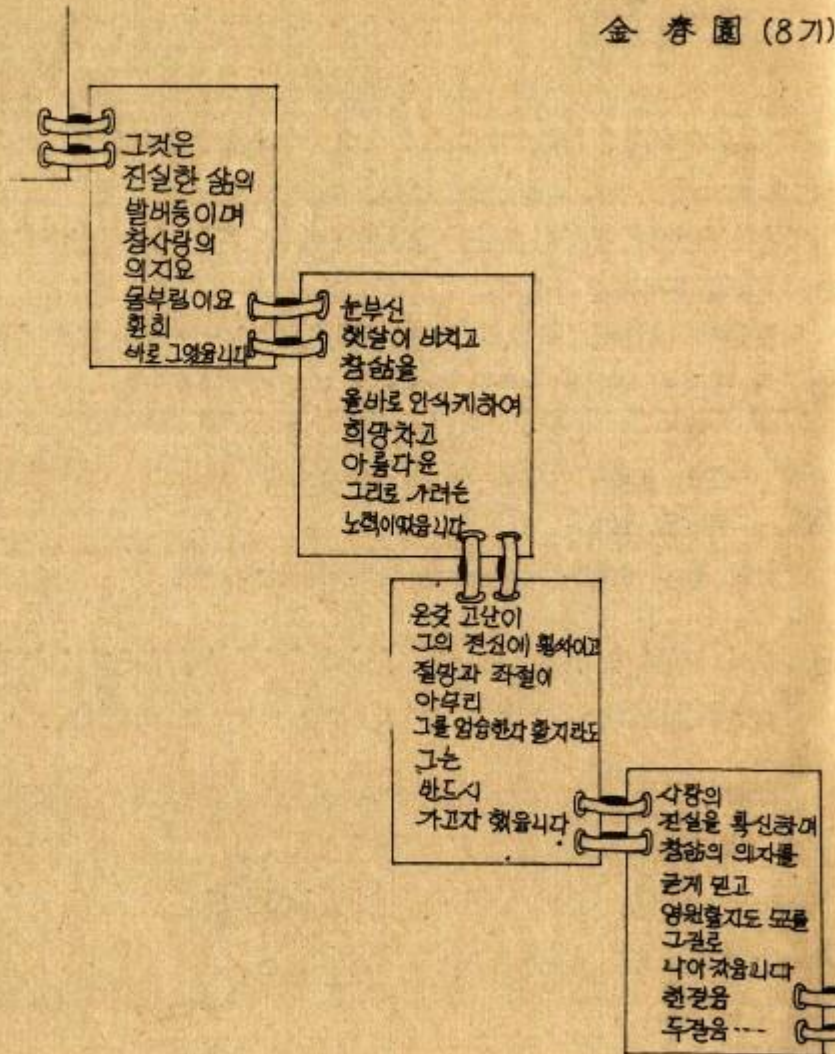 金 春 園 (8기)
그것은
진실한 삶의
발버둥이며
참사랑의
의지요
몸부림이요
환희
바로 그였읍니다
눈부신
햇살이 비치고
참삶을
올바로 인식케하여
희망차고
아름다운
그리로 가려는
노력이였읍니다
온갖 고난이
그의 전신에 휩싸이고
절망과 좌절이
아무리
그를 엄습한다 할지라도
그는
반드시
가고자 했읍니다
사랑의
진실을 확신하며
참삶의 의지를
굳게 믿고
영원할지도 모를
그길로
나아갔읍니다
한걸음
두걸음····